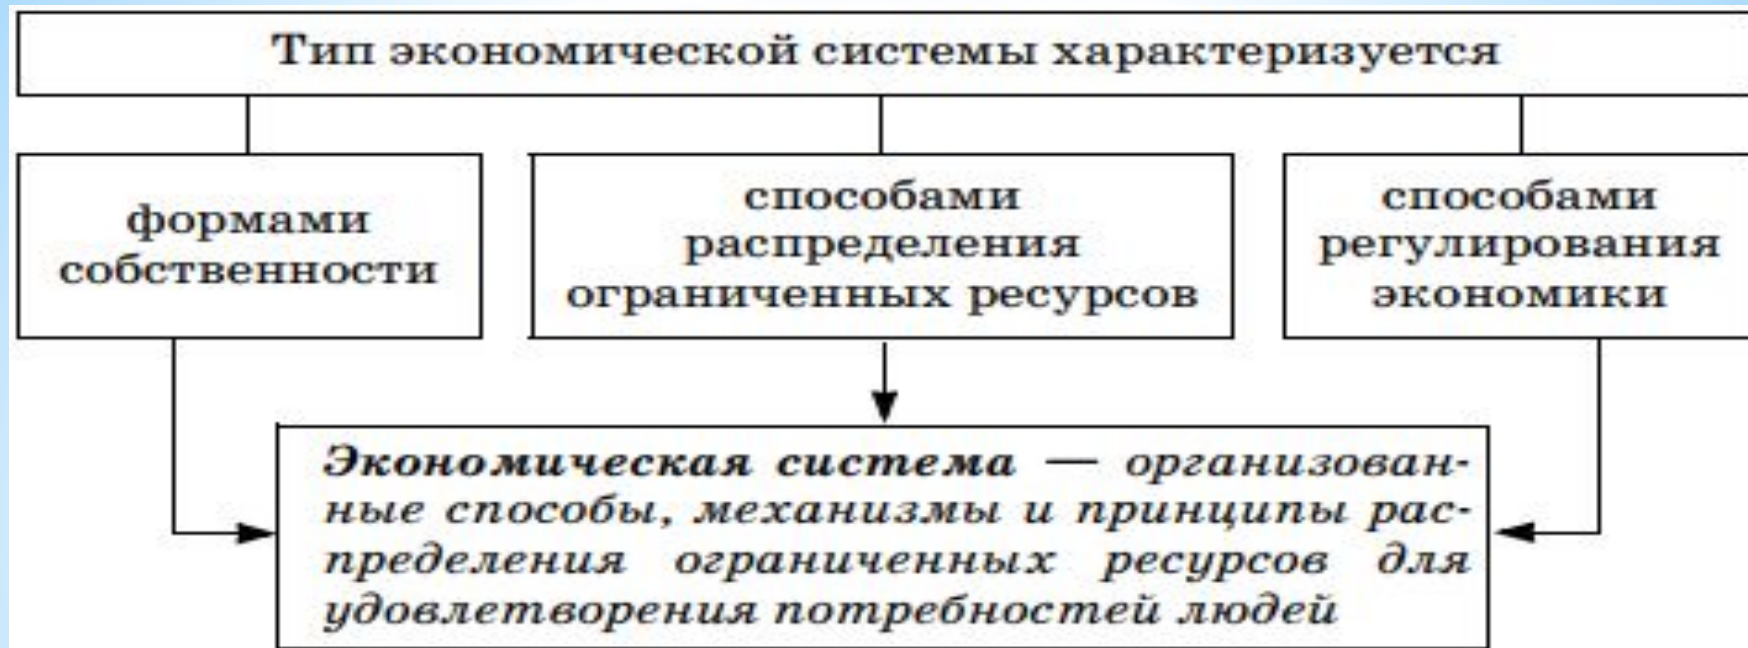 Тип экономической системы характеризуется
формами
собственности
способами
распределения
ограниченных ресурсов
способами
регулирования
экономики
Экономическая система — организован-
ные способы, механизмы и принципы рас-
пределения ограниченных ресурсов для
удовлетворения потребностей людей